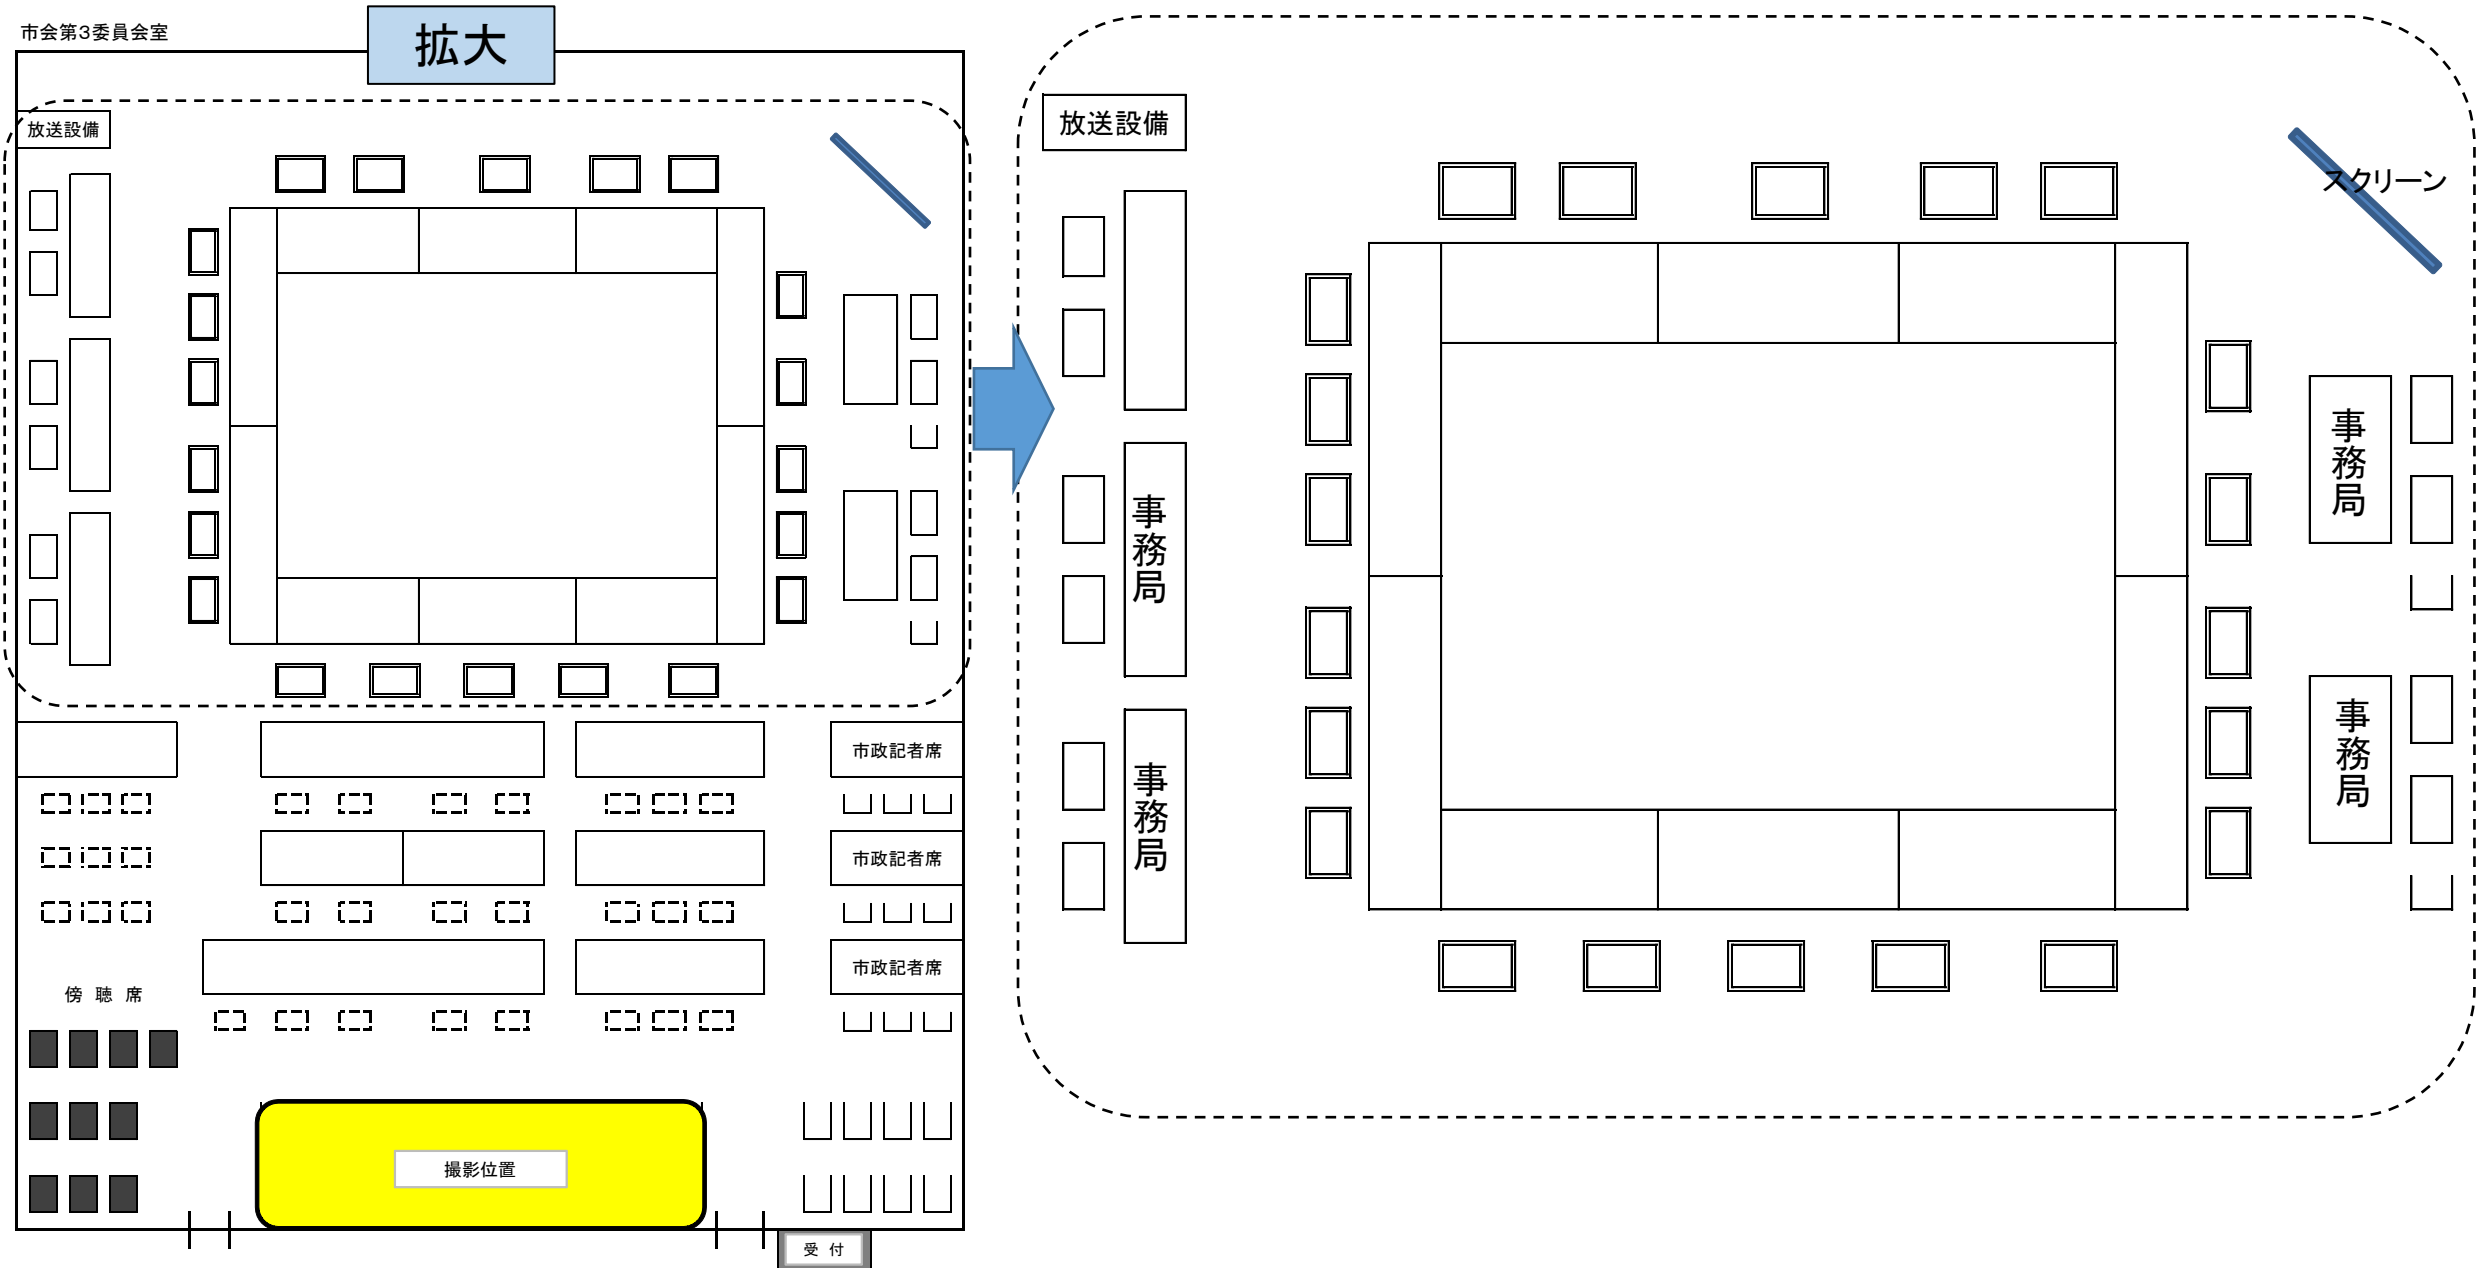 市会第3委員会室
拡大
放送設備
市政記者席
市政記者席
市政記者席
傍 聴 席
撮影位置
受 付
放送設備
スクリーン
事務局
事務局
事務局
事務局